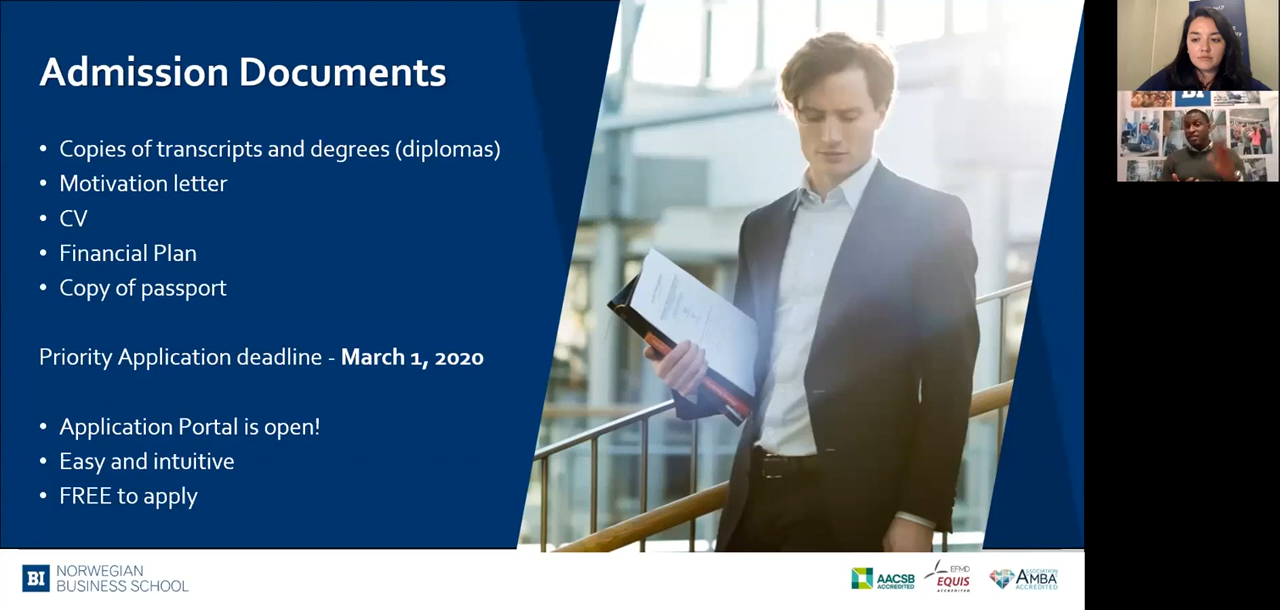 Admission Documents
• Copies of transcripts and degrees (diplomas)
• Motivation letter
• CV
• Financial Plan
• Copy of passport
Priority Application deadline - March 1, 2020
• Application Portal is open!
• Easy and intuitive
• FREE to apply
BI NORWEGIAN
BUSINESS SCHOOL
AACSB
ACCREDITED
EFMD
EQUIS
ACCREDITED
ASSOCIATION
AMBA
ACCREDITED
BI